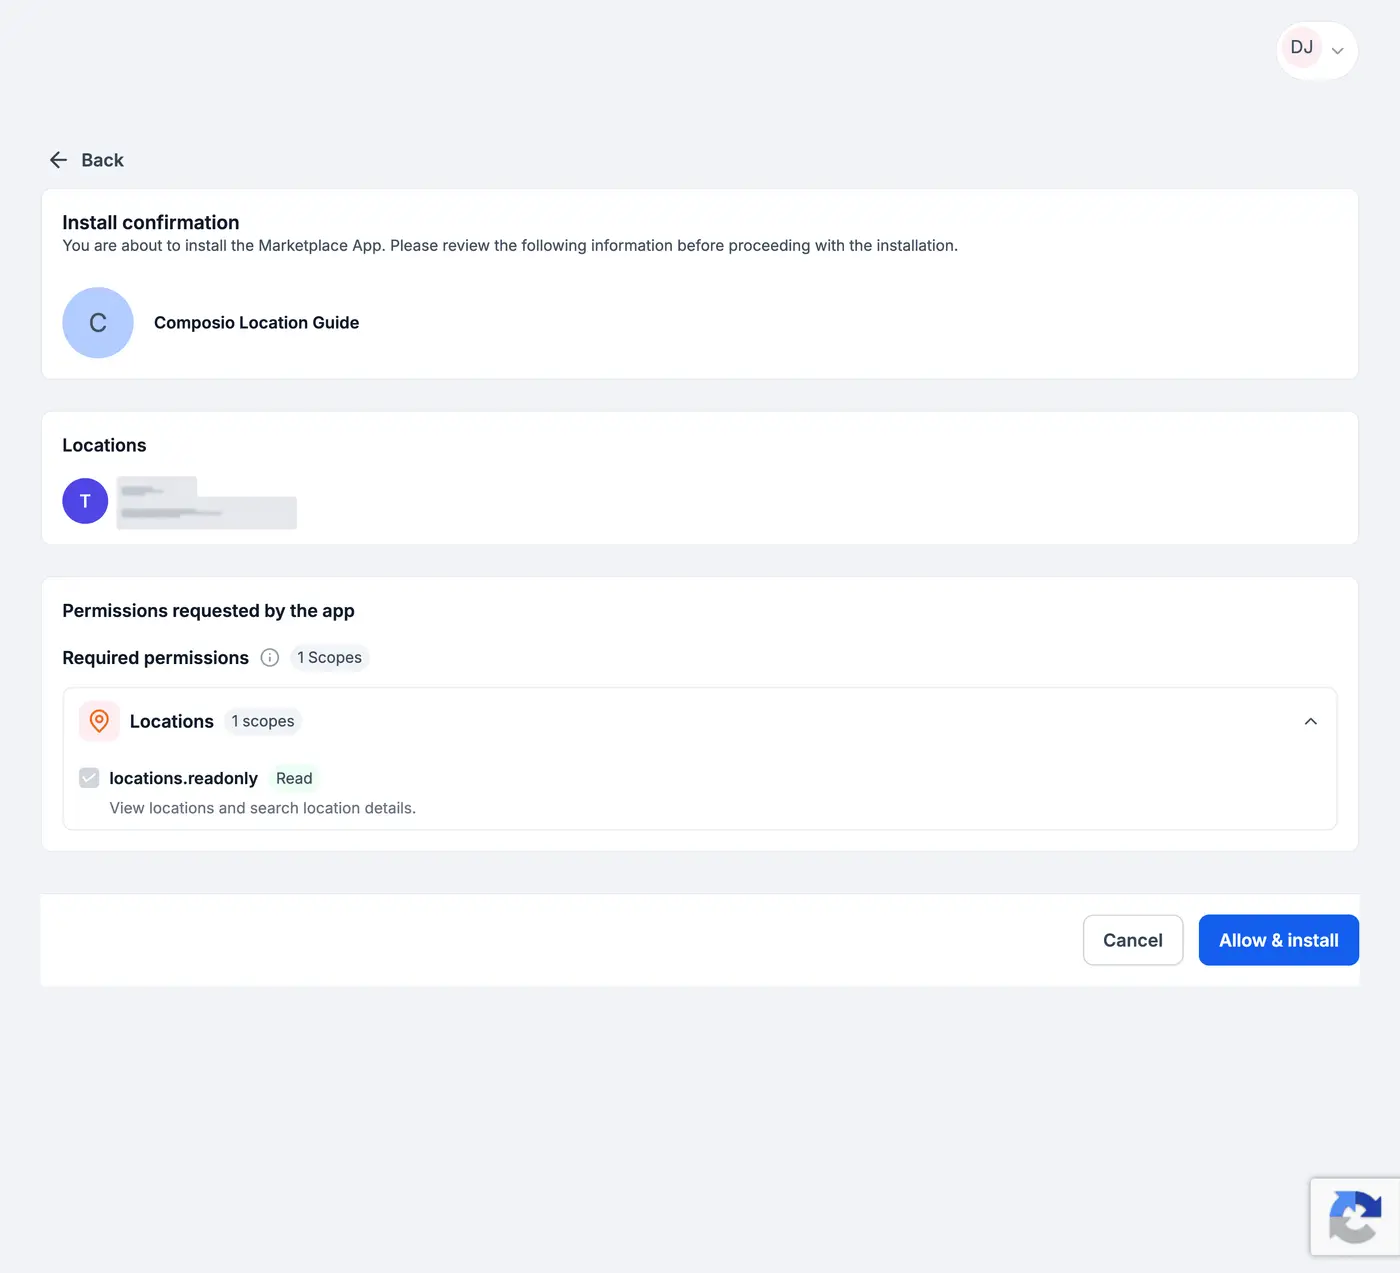 DJ
Back
Install confirmation
You are about to install the Marketplace App. Please review the following information before proceeding with the installation.
C
Composio Location Guide
Locations
T
Permissions requested by the app
Required permissions 1 Scopes
Locations 1 scopes
locations.readonly Read
View locations and search location details.
Cancel Allow & install